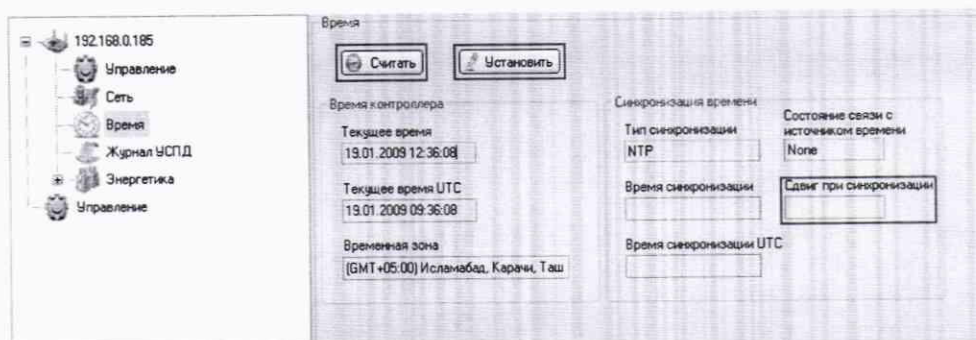 192.168.0.185
Управление
Сеть
Время
Журнал УСПД
Энергетика
Управление
Время
Считать
Установить
Время контроллера
Текущее время
19.01.2009 12:36:08
Текущее время UTC
19.01.2009 09:36:08
Временная зона
(GMT+05:00) Исламабад, Карачи, Таш
Синхронизация времени
Тип синхронизации
NTP
Состояние связи с
источником времени
None
Время синхронизации
Сдвиг при синхронизации
Время синхронизации UTC